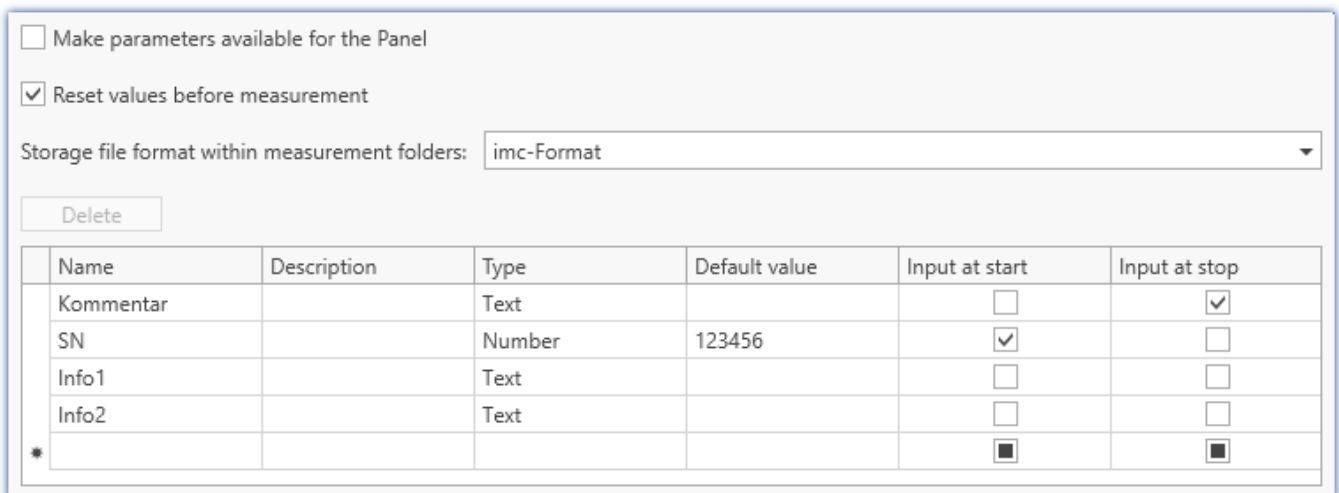 Make parameters available for the Panel
Reset values before measurement
Storage file format within measurement folders: imc-Format
Delete
Name Description Type Default value Input at start Input at stop
Kommentar Text
SN Number 123456
Info1 Text
Info2 Text